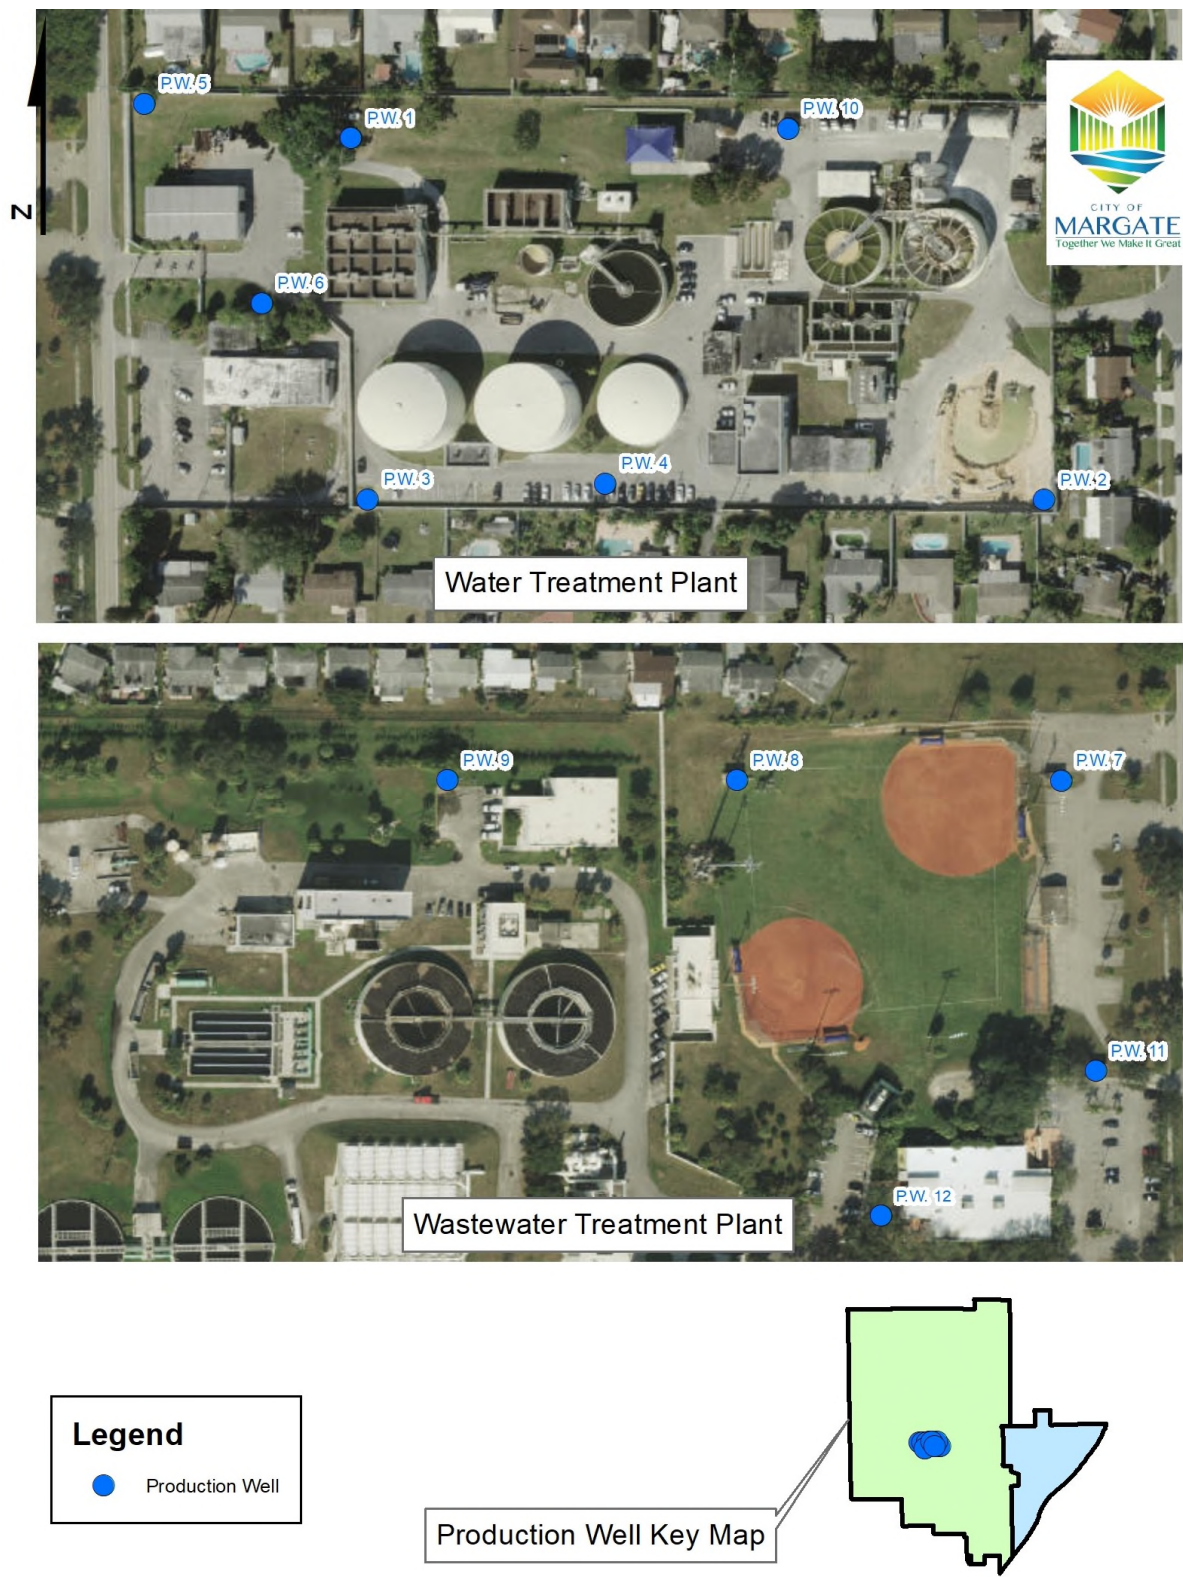 P.W. 5
P.W. 1
P.W. 10
CITY OF
MARGATE
Together We Make It Great
Z
P.W. 6
P.W. 3
P.W. 4
P.W. 2
Water Treatment Plant
P.W. 9
P.W. 8
P.W. 7
P.W. 11
P.W. 12
Wastewater Treatment Plant
Legend
Production Well
Production Well Key Map